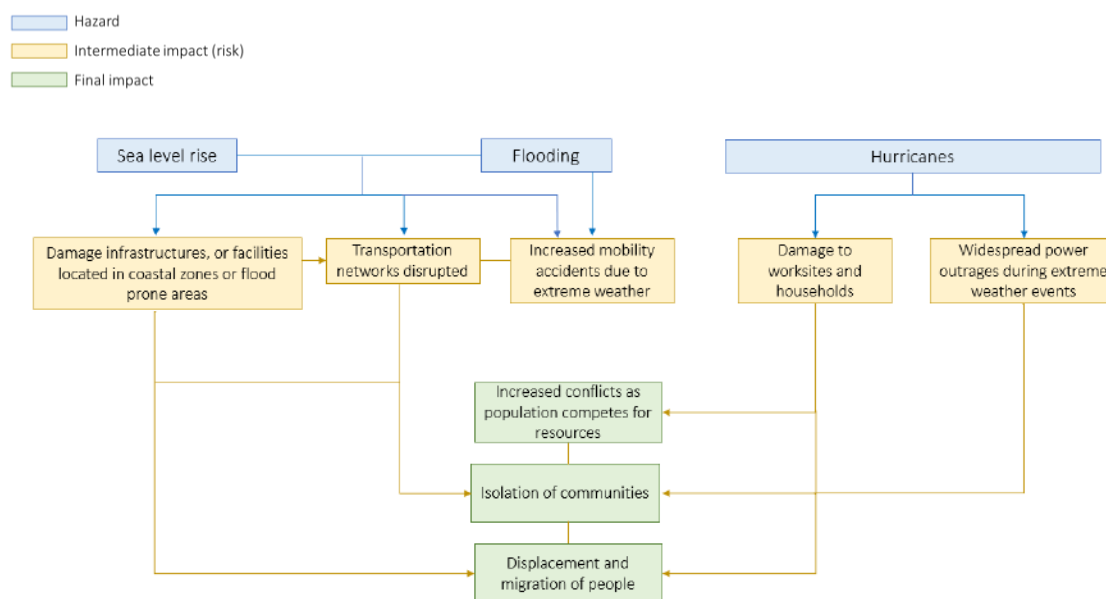 Hazard
Intermediate impact (risk)
Final impact
Sea level rise
Flooding
Hurricanes
Damage infrastructures, or facilities
located in coastal zones or flood
prone areas
Transportation
networks disrupted
Increased mobility
accidents due to
extreme weather
Damage to
worksites and
households
Widespread power
outrages during extreme
weather events
Increased conflicts as
population competes for
resources
Isolation of communities
Displacement and
migration of people